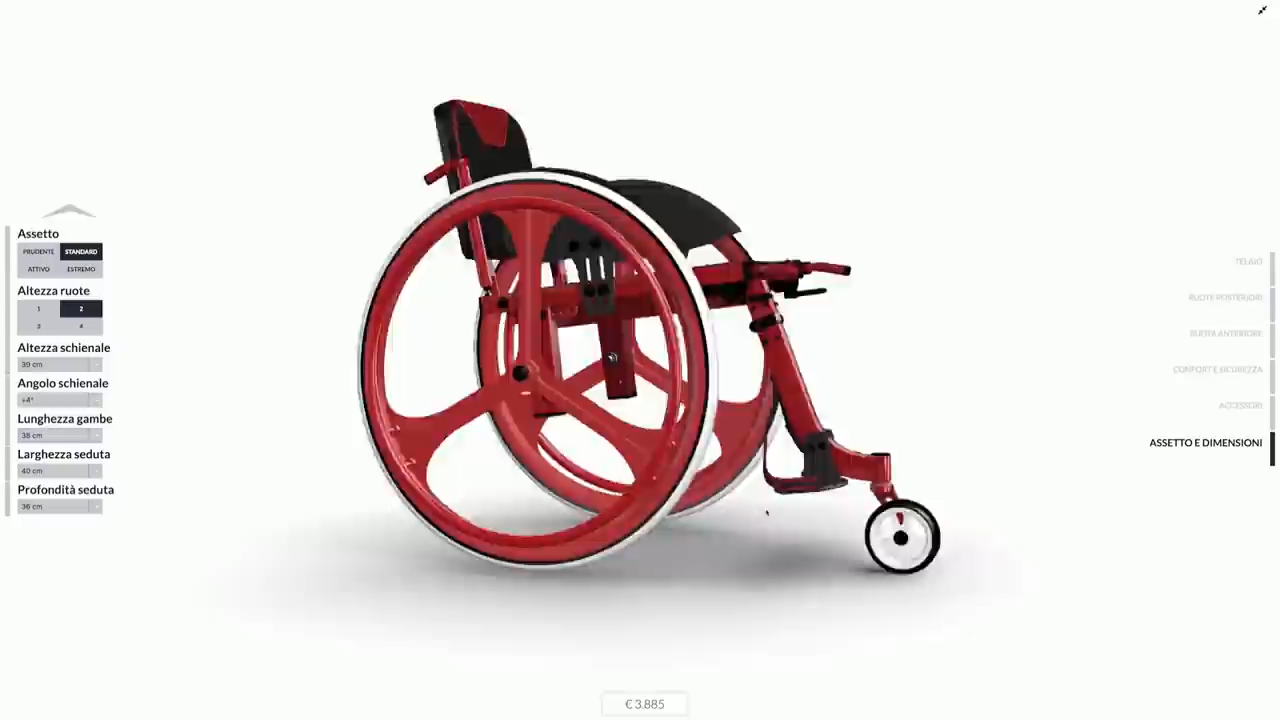 Assetto
PRUDENTE STANDARD
ATTIVO ESTREMO
Altezza ruote
1 2
3 4
Altezza schienale
39 cm
Angolo schienale
+4°
Lunghezza gambe
38 cm
Larghezza seduta
40 cm
Profondità seduta
36 cm
TELAIO
RUOTE POSTERIORI
RUOTA ANTERIORE
CONFORT E SICUREZZA
ACCESSORI
ASSETTO E DIMENSIONI
€ 3.885